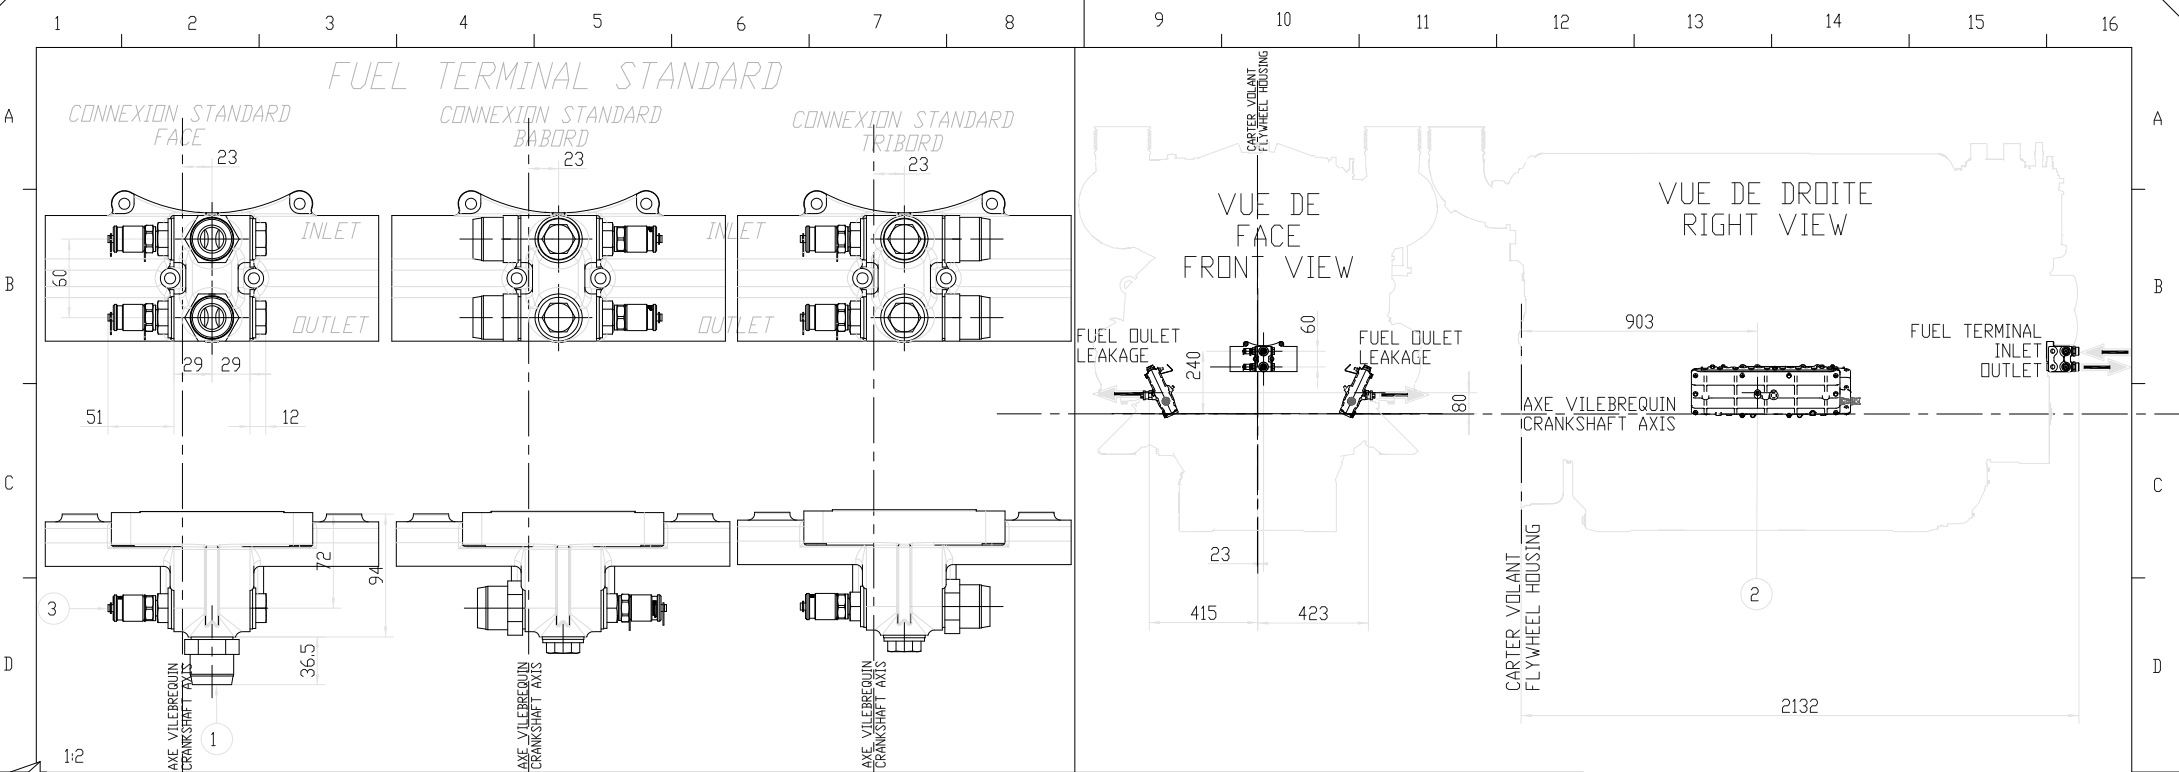 1 2 3 4 5 6 7 8 9 10 11 12 13 14 15 16
FUEL TERMINAL STANDARD
CONNEXION STANDARD
FACE
CONNEXION STANDARD
BABORD
CONNEXION STANDARD
TRIBORD
A
A
23
23
23
INLET
INLET
60
B
B
OUTLET
OUTLET
29
29
51
12
C
C
72
94
3
36.5
D
D
AXE VILEBREQUIN
CRANKSHAFT AXIS
AXE VILEBREQUIN
CRANKSHAFT AXIS
AXE VILEBREQUIN
CRANKSHAFT AXIS
1
1:2
CARTER VOLANT
FLYWHEEL HOUSING
VUE DE
FACE
FRONT VIEW
FUEL OULET
LEAKAGE
60
FUEL OULET
LEAKAGE
240
80
23
415
423
VUE DE DROITE
RIGHT VIEW
903
FUEL TERMINAL
INLET
OUTLET
AXE VILEBREQUIN
CRANKSHAFT AXIS
CARTER VOLANT
FLYWHEEL HOUSING
2
2132